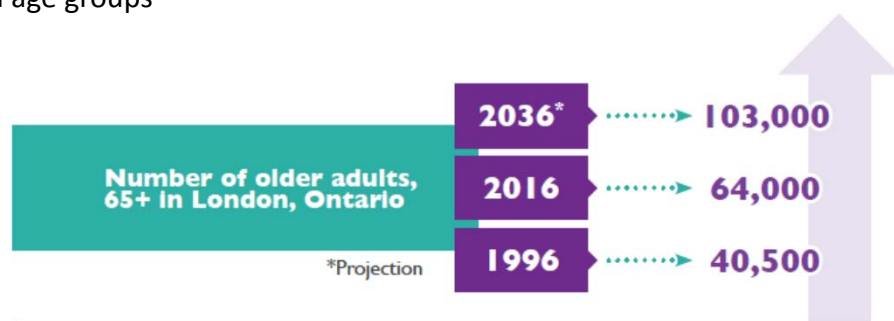 age groups
2036*
103,000
Number of older adults,
65+ in London, Ontario
2016
64,000
*Projection
1996
40,500